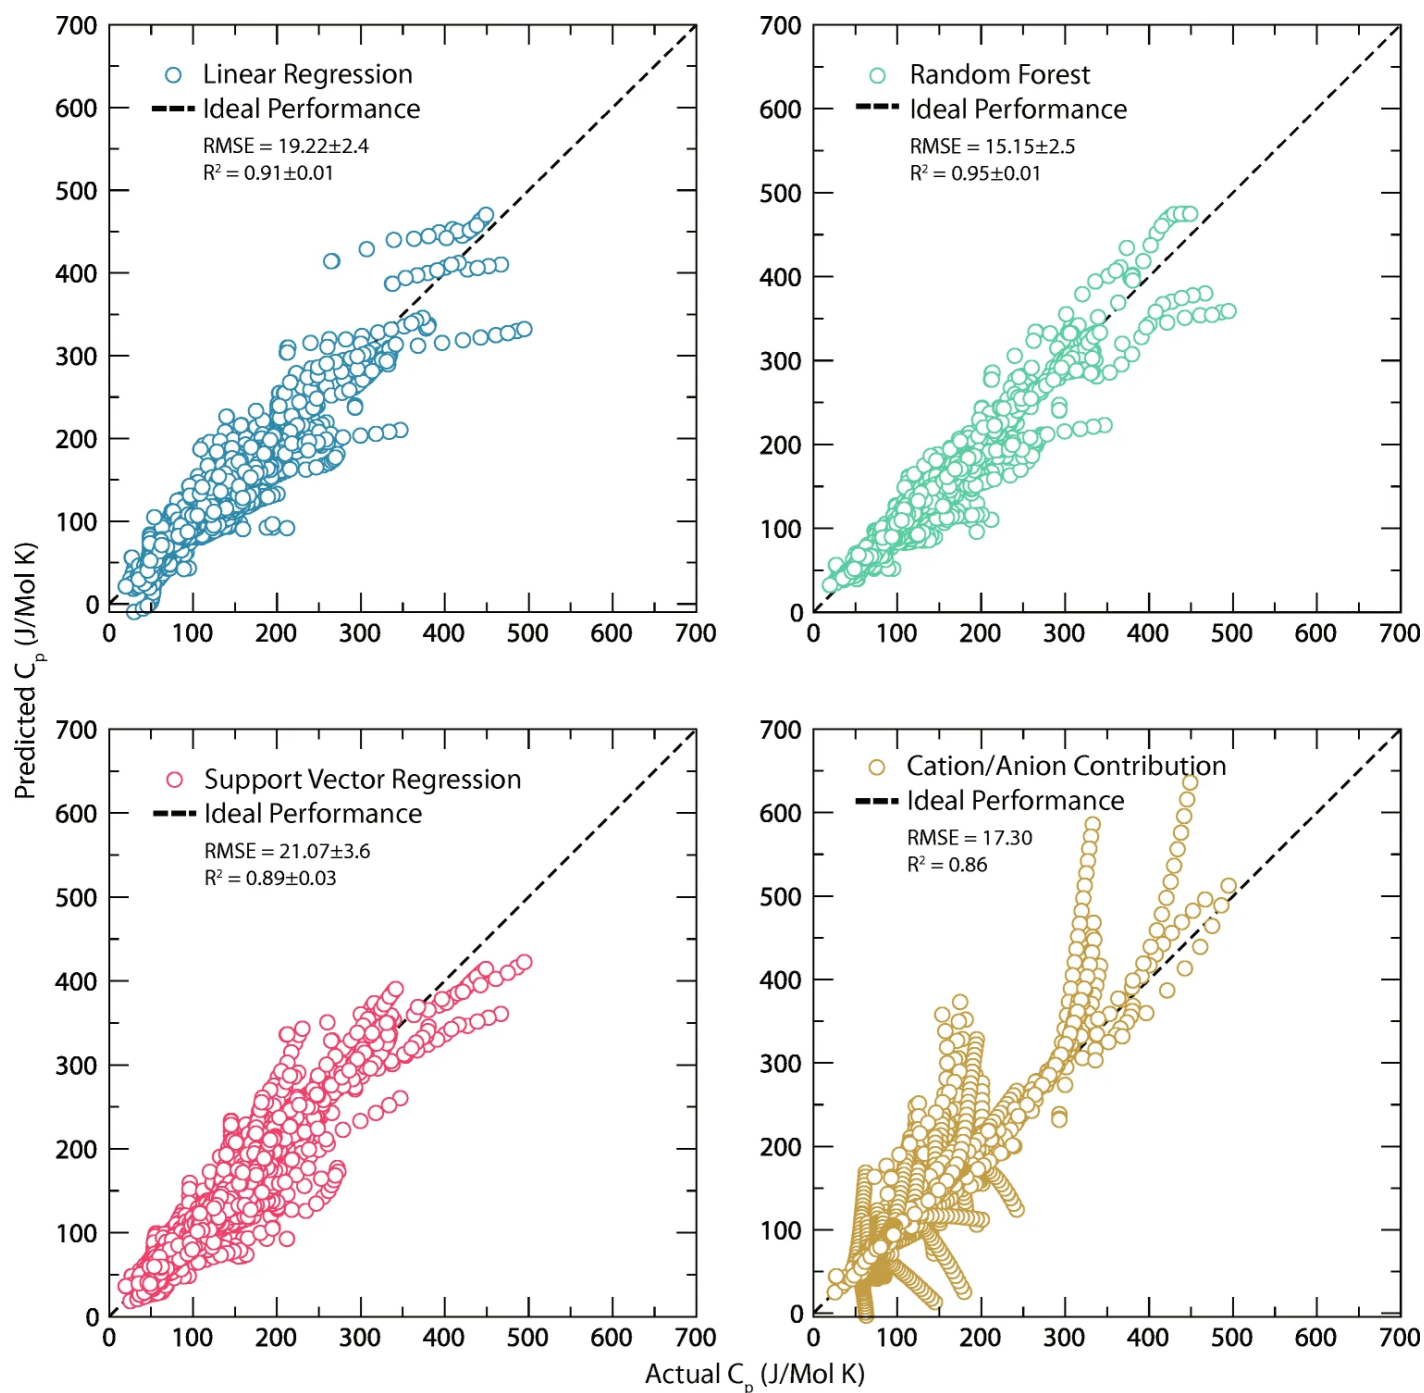 Predicted Cp (J/Mol K)
700
600
500
400
300
200
100
0
Linear Regression
Ideal Performance
RMSE = 19.22±2.4
R² = 0.91±0.01
0 100 200 300 400 500 600 700
700
600
500
400
300
200
100
0
Random Forest
Ideal Performance
RMSE = 15.15±2.5
R² = 0.95±0.01
0 100 200 300 400 500 600 700
700
600
500
400
300
200
100
0
Support Vector Regression
Ideal Performance
RMSE = 21.07±3.6
R² = 0.89±0.03
0 100 200 300 400 500 600 700
700
600
500
400
300
200
100
0
Cation/Anion Contribution
Ideal Performance
RMSE = 17.30
R² = 0.86
0 100 200 300 400 500 600 700
Actual Cp (J/Mol K)